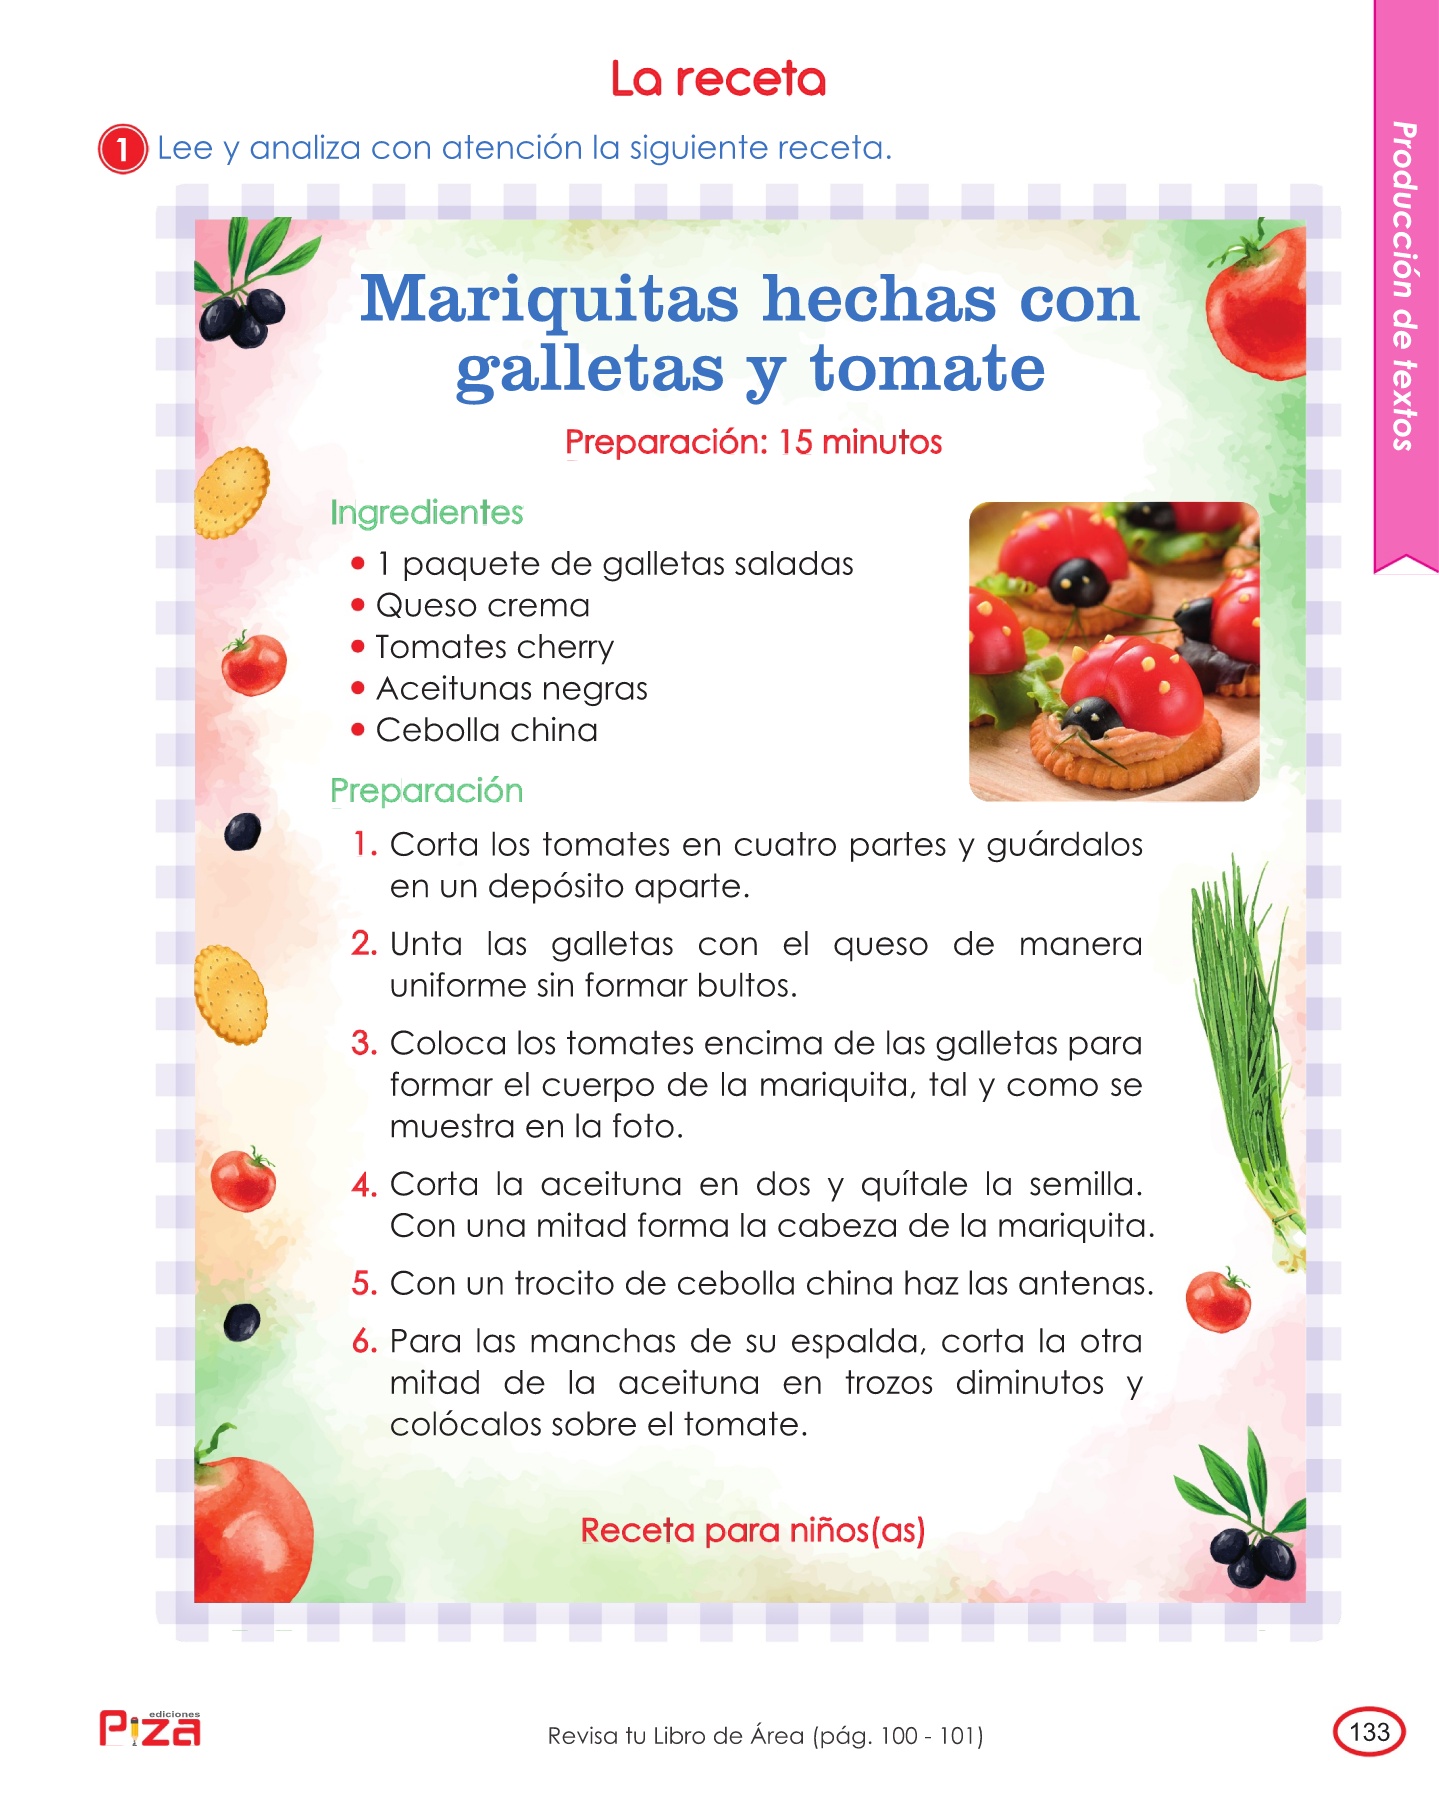 La receta
1 Lee y analiza con atención la siguiente receta.
Producción de textos
Mariquitas hechas con
galletas y tomate
Preparación: 15 minutos
Ingredientes
• 1 paquete de galletas saladas
• Queso crema
• Tomates cherry
• Aceitunas negras
• Cebolla china
Preparación
1. Corta los tomates en cuatro partes y guárdalos
en un depósito aparte.
2. Unta las galletas con el queso de manera
uniforme sin formar bultos.
3. Coloca los tomates encima de las galletas para
formar el cuerpo de la mariquita, tal y como se
muestra en la foto.
4. Corta la aceituna en dos y quítale la semilla.
Con una mitad forma la cabeza de la mariquita.
5. Con un trocito de cebolla china haz las antenas.
6. Para las manchas de su espalda, corta la otra
mitad de la aceituna en trozos diminutos y
colócalos sobre el tomate.
Receta para niños(as)
ediciones
Piza
Revisa tu Libro de Área (pág. 100 - 101)
133